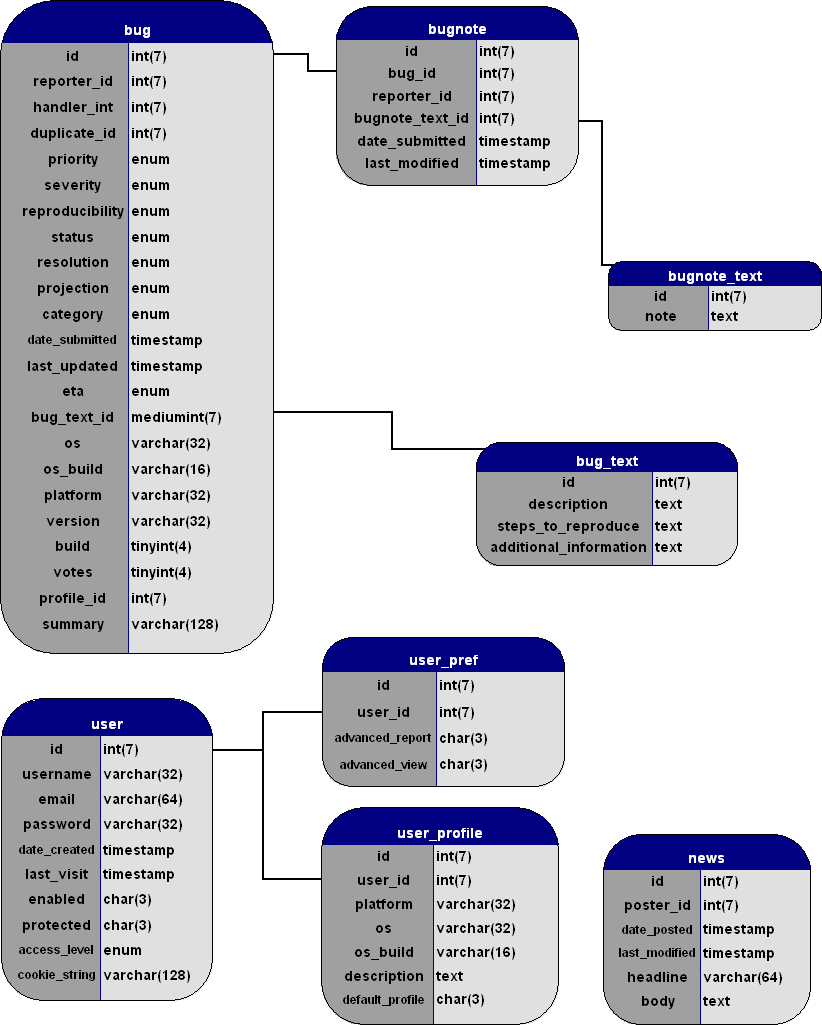 bug
id int(7)
reporter_id int(7)
handler_int int(7)
duplicate_id int(7)
priority enum
severity enum
reproducibility enum
status enum
resolution enum
projection enum
category enum
date_submitted timestamp
last_updated timestamp
eta enum
bug_text_id mediumint(7)
os varchar(32)
os_build varchar(16)
platform varchar(32)
version varchar(32)
build tinyint(4)
votes tinyint(4)
profile_id int(7)
summary varchar(128)
bugnote
id int(7)
bug_id int(7)
reporter_id int(7)
bugnote_text_id int(7)
date_submitted timestamp
last_modified timestamp
bugnote_text
id int(7)
note text
bug_text
id int(7)
description text
steps_to_reproduce text
additional_information text
user_pref
id int(7)
user_id int(7)
advanced_report char(3)
advanced_view char(3)
user
id int(7)
username varchar(32)
email varchar(64)
password varchar(32)
date_created timestamp
last_visit timestamp
enabled char(3)
protected char(3)
access_level enum
cookie_string varchar(128)
user_profile
id int(7)
user_id int(7)
platform varchar(32)
os varchar(32)
os_build varchar(16)
description text
default_profile char(3)
news
id int(7)
poster_id int(7)
date_posted timestamp
last_modified timestamp
headline varchar(64)
body text